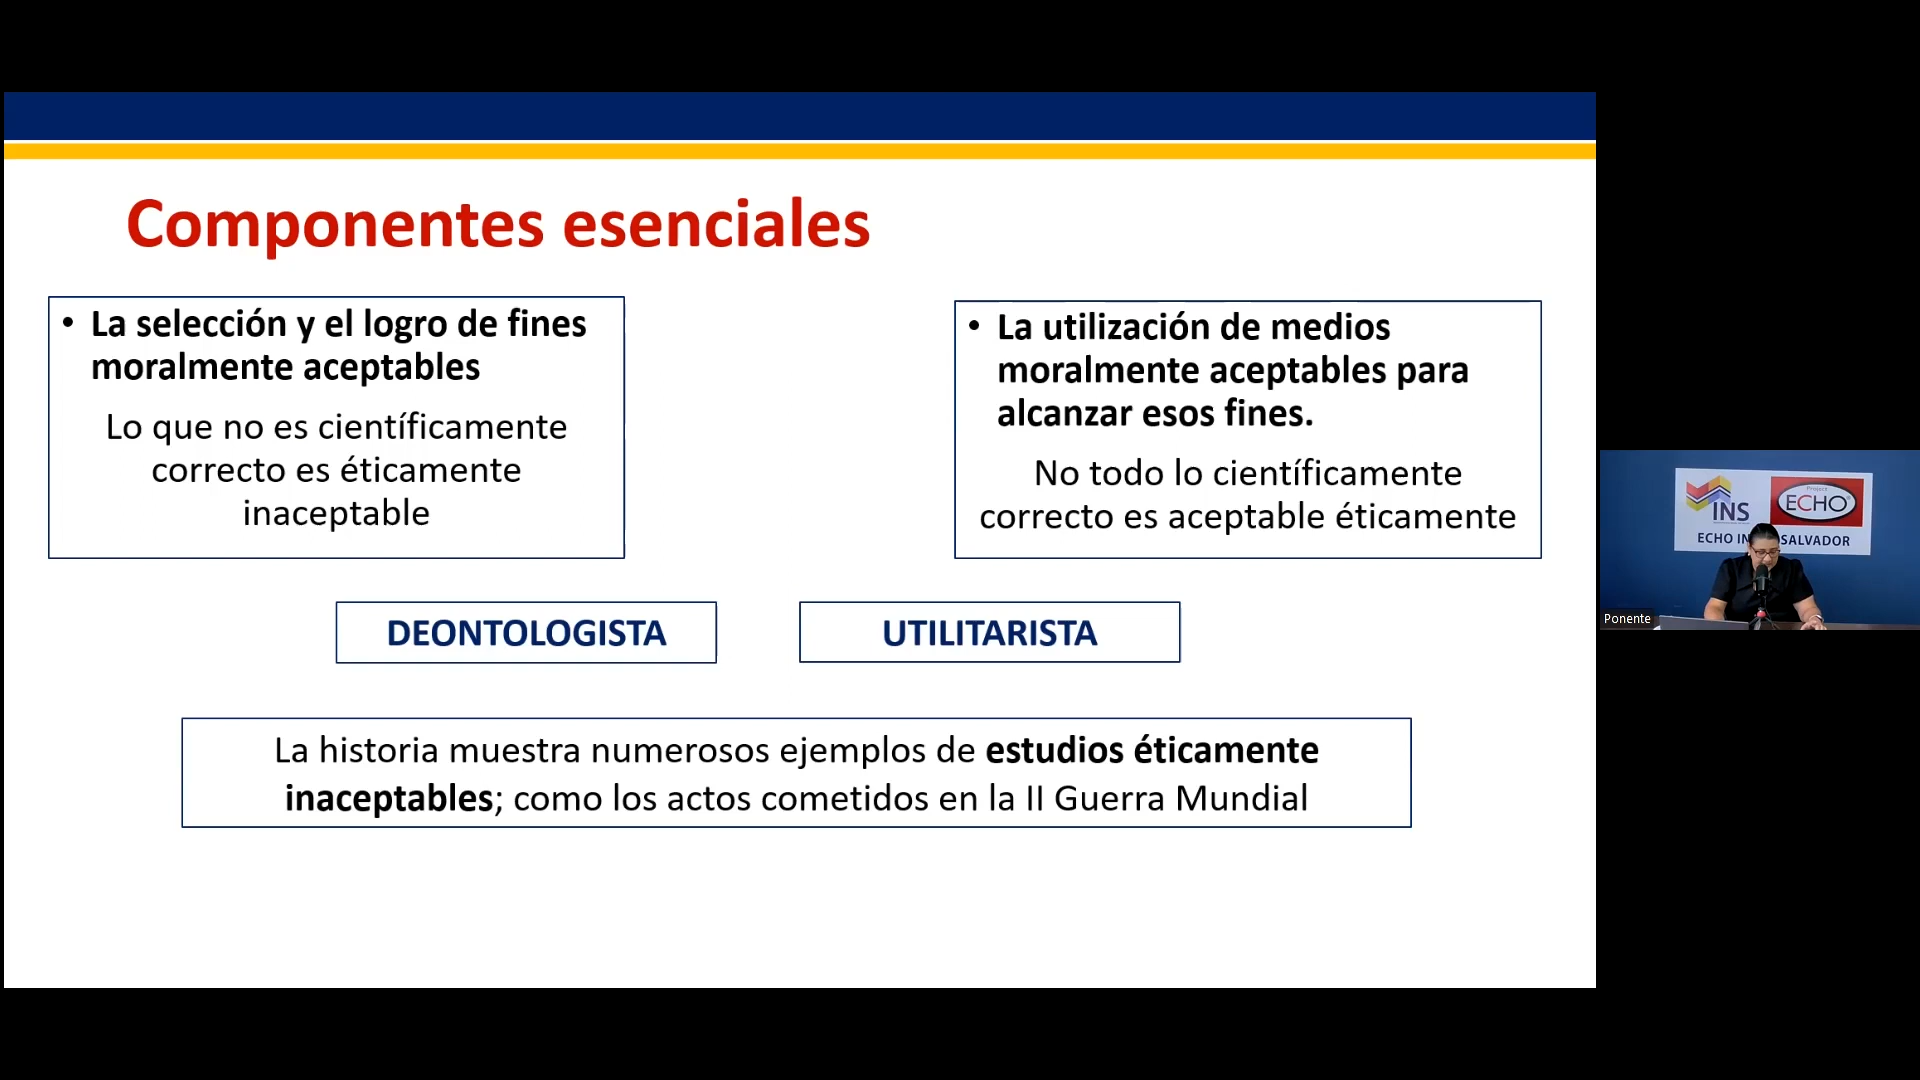 Componentes esenciales
• La selección y el logro de fines
moralmente aceptables
Lo que no es científicamente
correcto es éticamente
inaceptable
• La utilización de medios
moralmente aceptables para
alcanzar esos fines.
No todo lo científicamente
correcto es aceptable éticamente
DEONTOLOGISTA
UTILITARISTA
La historia muestra numerosos ejemplos de estudios éticamente
inaceptables; como los actos cometidos en la II Guerra Mundial
INS
Project
ECHO®
ECHO IN SALVADOR
Ponente